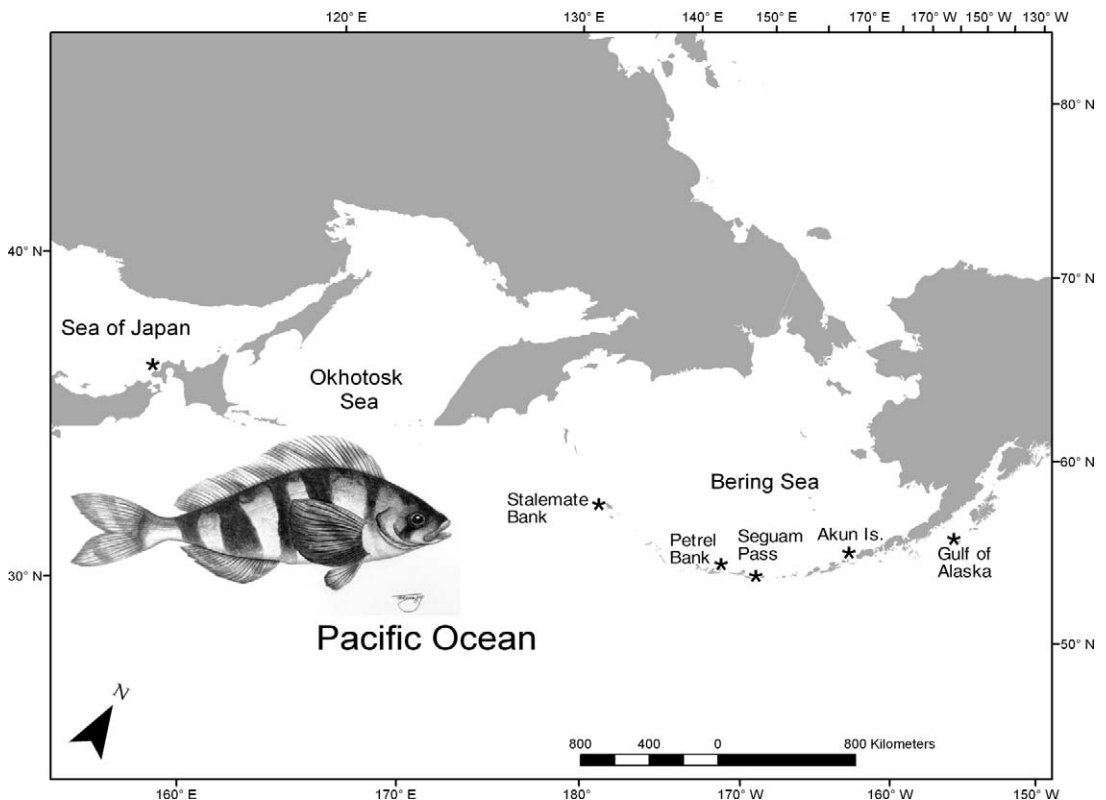 120° E
130° E
140° E
150° E
170° E
170° W
150° W
130° W
80° N
40° N
70° N
Sea of Japan
Okhotosk
Sea
60° N
Bering Sea
Stalemate
Bank
Petrel
Bank
Seguam
Pass
Akun Is.
Gulf of
Alaska
30° N
Pacific Ocean
50° N
N
800
400
0
800 Kilometers
160° E
170° E
180°
170° W
160° W
150° W